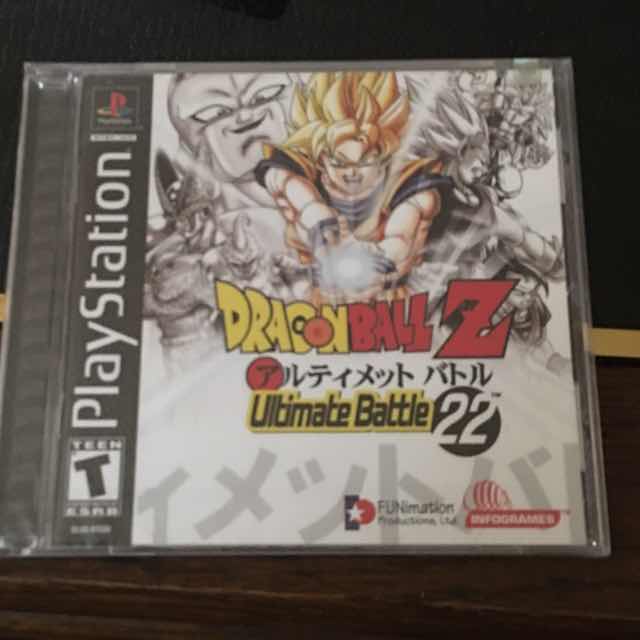 PlayStation
DRAGON BALL Z
アルティメット バトル
Ultimate Battle 22™
TEEN
T
ESRB
ィメットバ
FUNimation
Productions, Ltd.
INFOGRAMES